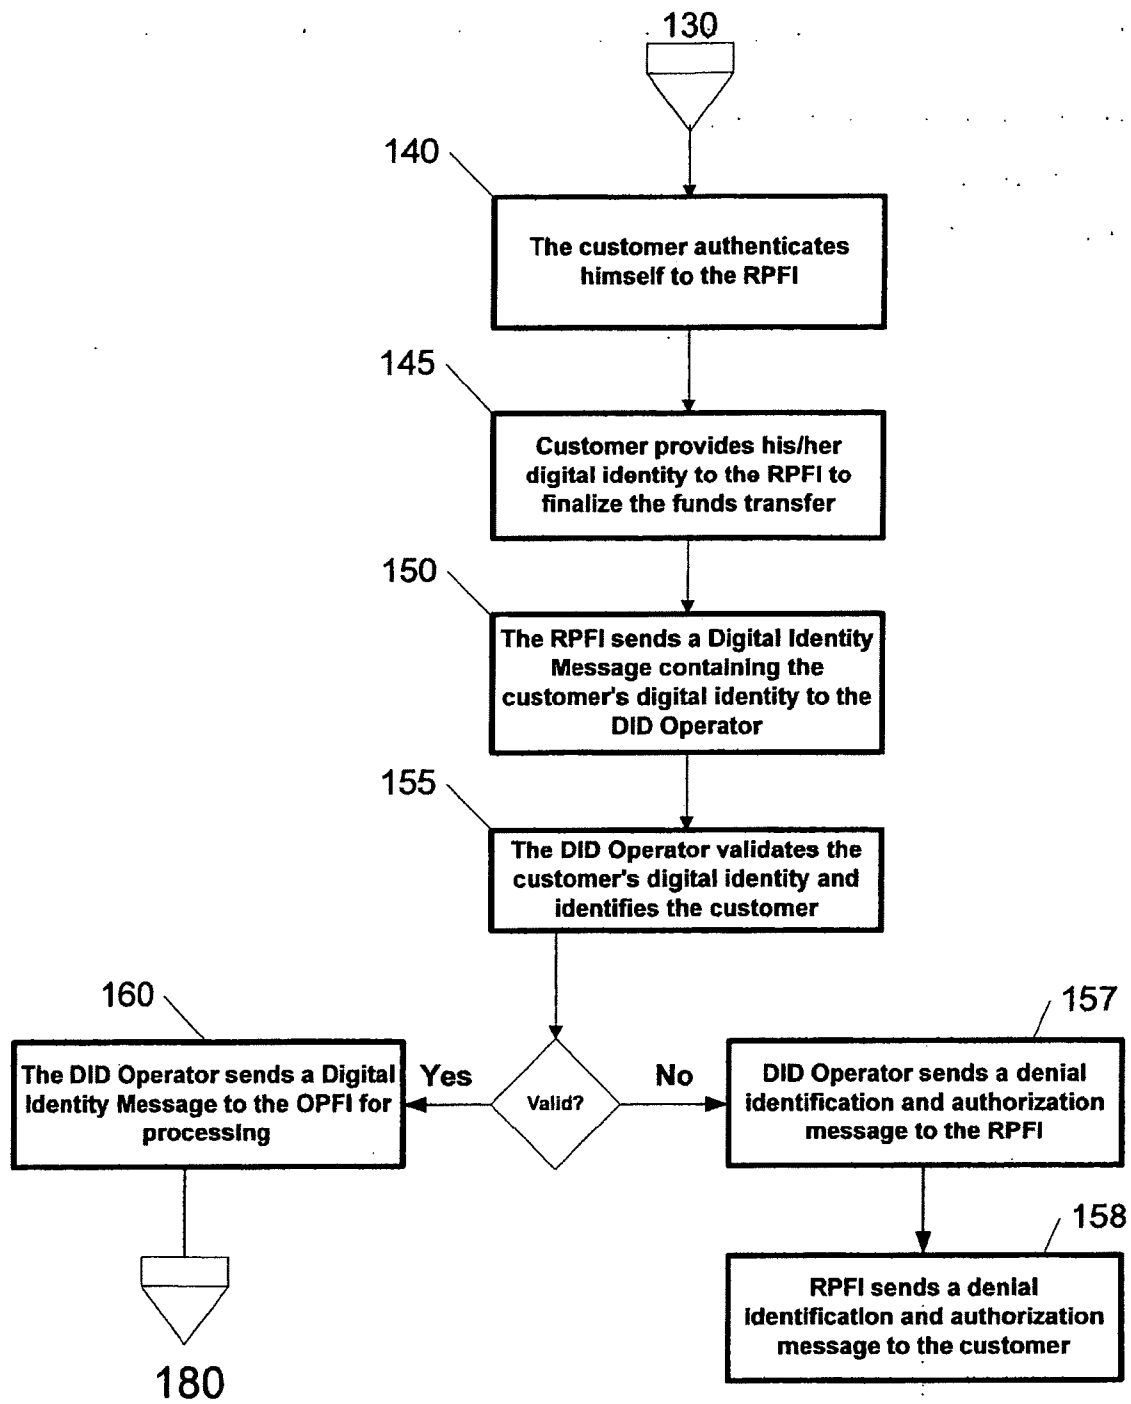 130
140
The customer authenticates
himself to the RPFI
145
Customer provides his/her
digital identity to the RPFI to
finalize the funds transfer
150
The RPFI sends a Digital Identity
Message containing the
customer's digital identity to the
DID Operator
155
The DID Operator validates the
customer's digital identity and
identifies the customer
160
The DID Operator sends a Digital
Identity Message to the OPFI for
processing
Yes
Valid?
No
157
DID Operator sends a denial
identification and authorization
message to the RPFI
158
RPFI sends a denial
identification and authorization
message to the customer
180